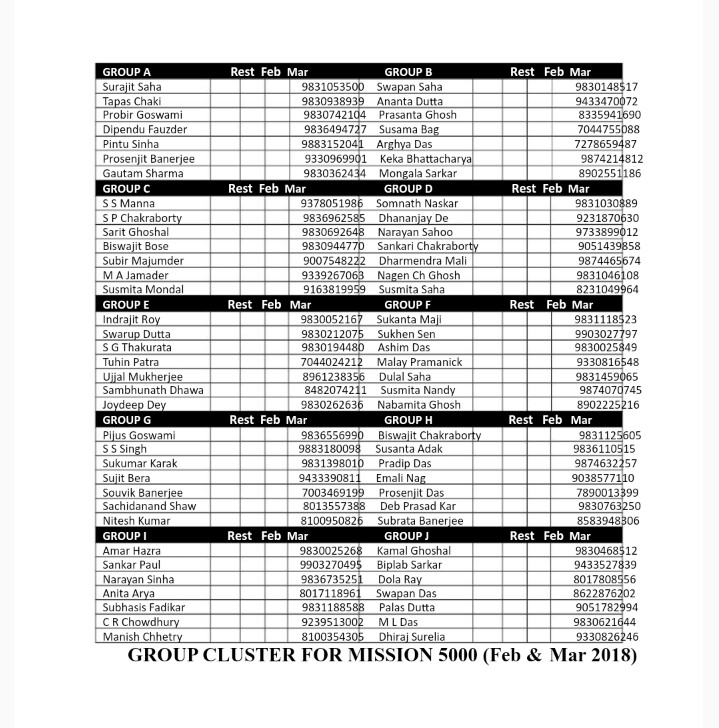 GROUP A Rest Feb Mar GROUP B Rest Feb Mar
Surajit Saha 9831053500 Swapan Saha 9830148517
Tapas Chaki 9830938939 Ananta Dutta 9433470072
Probir Goswami 9830742104 Prasanta Ghosh 8335941690
Dipendu Fauzder 9836494727 Susama Bag 7044755088
Pintu Sinha 9883152041 Arghya Das 7278659487
Prosenjit Banerjee 9330969901 Keka Bhattacharya 9874214812
Gautam Sharma 9830362434 Mongala Sarkar 8902551186
GROUP C Rest Feb Mar GROUP D Rest Feb Mar
S S Manna 9378051986 Somnath Naskar 9831030889
S P Chakraborty 9836962585 Dhananjay De 9231870630
Sarit Ghoshal 9830692648 Narayan Sahoo 9733899012
Biswajit Bose 9830944770 Sankari Chakraborty 9051439858
Subir Majumder 9007548222 Dharmendra Mali 9874465674
M A Jamader 9339267063 Nagen Ch Ghosh 9831046108
Susmita Mondal 9163819959 Susmita Saha 8231049964
GROUP E Rest Feb Mar GROUP F Rest Feb Mar
Indrajit Roy 9830052167 Sukanta Maji 9831118523
Swarup Dutta 9830212075 Sukhen Sen 9903027797
S G Thakurata 9830194480 Ashim Das 9830025849
Tuhin Patra 7044024212 Malay Pramanick 9330816548
Ujjal Mukherjee 8961238356 Dulal Saha 9831459065
Sambhunath Dhawa 8482074211 Susmita Nandy 9874070745
Joydeep Dey 9830262636 Nabamita Ghosh 8902225216
GROUP G Rest Feb Mar GROUP H Rest Feb Mar
Pijus Goswami 9836556990 Biswajit Chakraborty 9831125605
S S Singh 9883180098 Susanta Adak 9836110515
Sukumar Karak 9831398010 Pradip Das 9874632257
Sujit Bera 9433390811 Emali Nag 9038577110
Souvik Banerjee 7003469199 Prosenjit Das 7890013399
Sachidanand Shaw 8013557388 Deb Prasad Kar 9830763250
Nitesh Kumar 8100950826 Subrata Banerjee 8583948306
GROUP I Rest Feb Mar GROUP J Rest Feb Mar
Amar Hazra 9830025268 Kamal Ghoshal 9830468512
Sankar Paul 9903270495 Biplab Sarkar 9433527839
Narayan Sinha 9836735251 Dola Ray 8017808556
Anita Arya 8017118961 Swapan Das 8622876202
Subhasis Fadikar 9831188588 Palas Dutta 9051782994
C R Chowdhury 9239513002 M L Das 9830621644
Manish Chhetry 8100354305 Dhiraj Surelia 9330826246
GROUP CLUSTER FOR MISSION 5000 (Feb & Mar 2018)